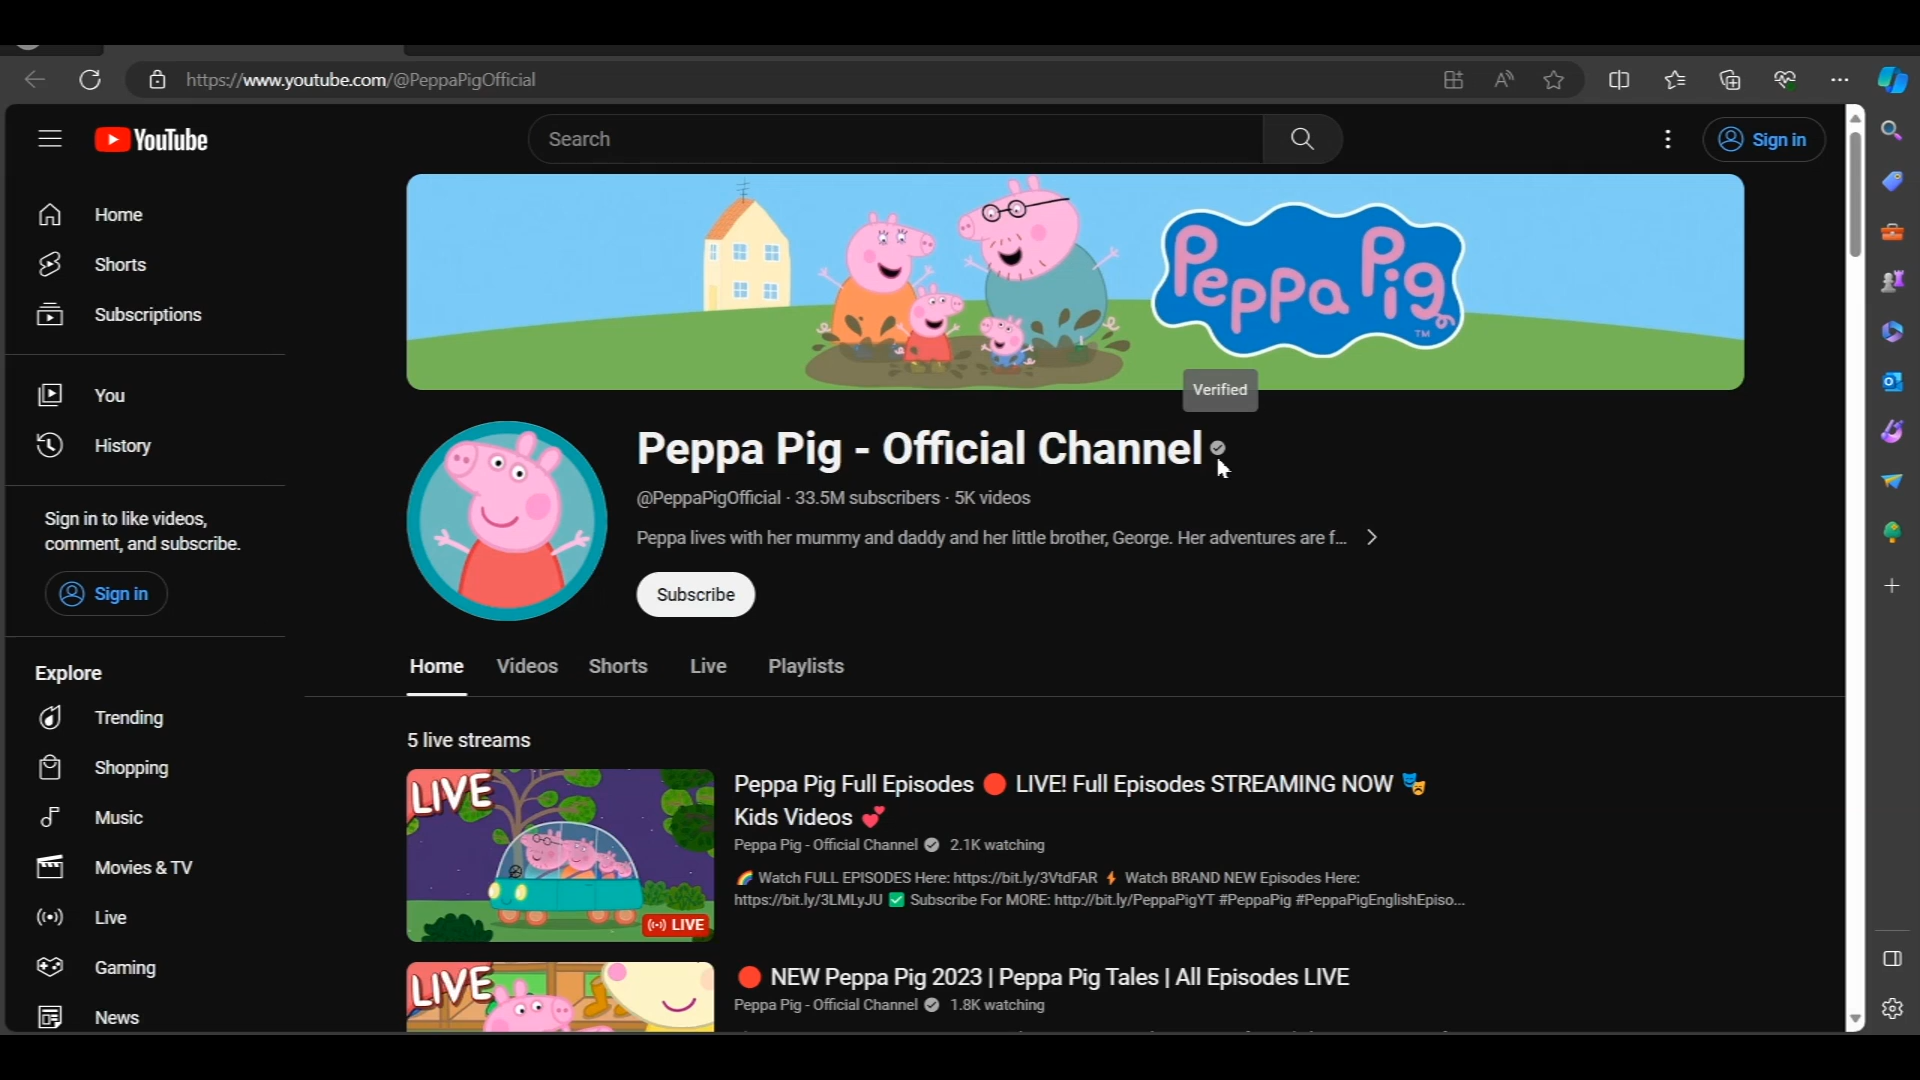 https://www.youtube.com/@PeppaPigOfficial
YouTube
Search
Sign in
Home
Shorts
Subscriptions
You
History
Sign in to like videos,
comment, and subscribe.
Sign in
Explore
Trending
Shopping
Music
Movies & TV
Live
Gaming
News
Peppa Pig
TM
Verified
Peppa Pig - Official Channel
@PeppaPigOfficial · 33.5M subscribers · 5K videos
Peppa lives with her mummy and daddy and her little brother, George. Her adventures are f...
Subscribe
Home Videos Shorts Live Playlists
5 live streams
LIVE
LIVE
Peppa Pig Full Episodes 🔴 LIVE! Full Episodes STREAMING NOW 🎭
Kids Videos 💕
Peppa Pig - Official Channel 2.1K watching
🌈 Watch FULL EPISODES Here: https://bit.ly/3VtdFAR ⚡ Watch BRAND NEW Episodes Here:
https://bit.ly/3LMLyJU ✅ Subscribe For MORE: http://bit.ly/PeppaPigYT #PeppaPig #PeppaPigEnglishEpiso...
LIVE
🔴 NEW Peppa Pig 2023 | Peppa Pig Tales | All Episodes LIVE
Peppa Pig - Official Channel 1.8K watching